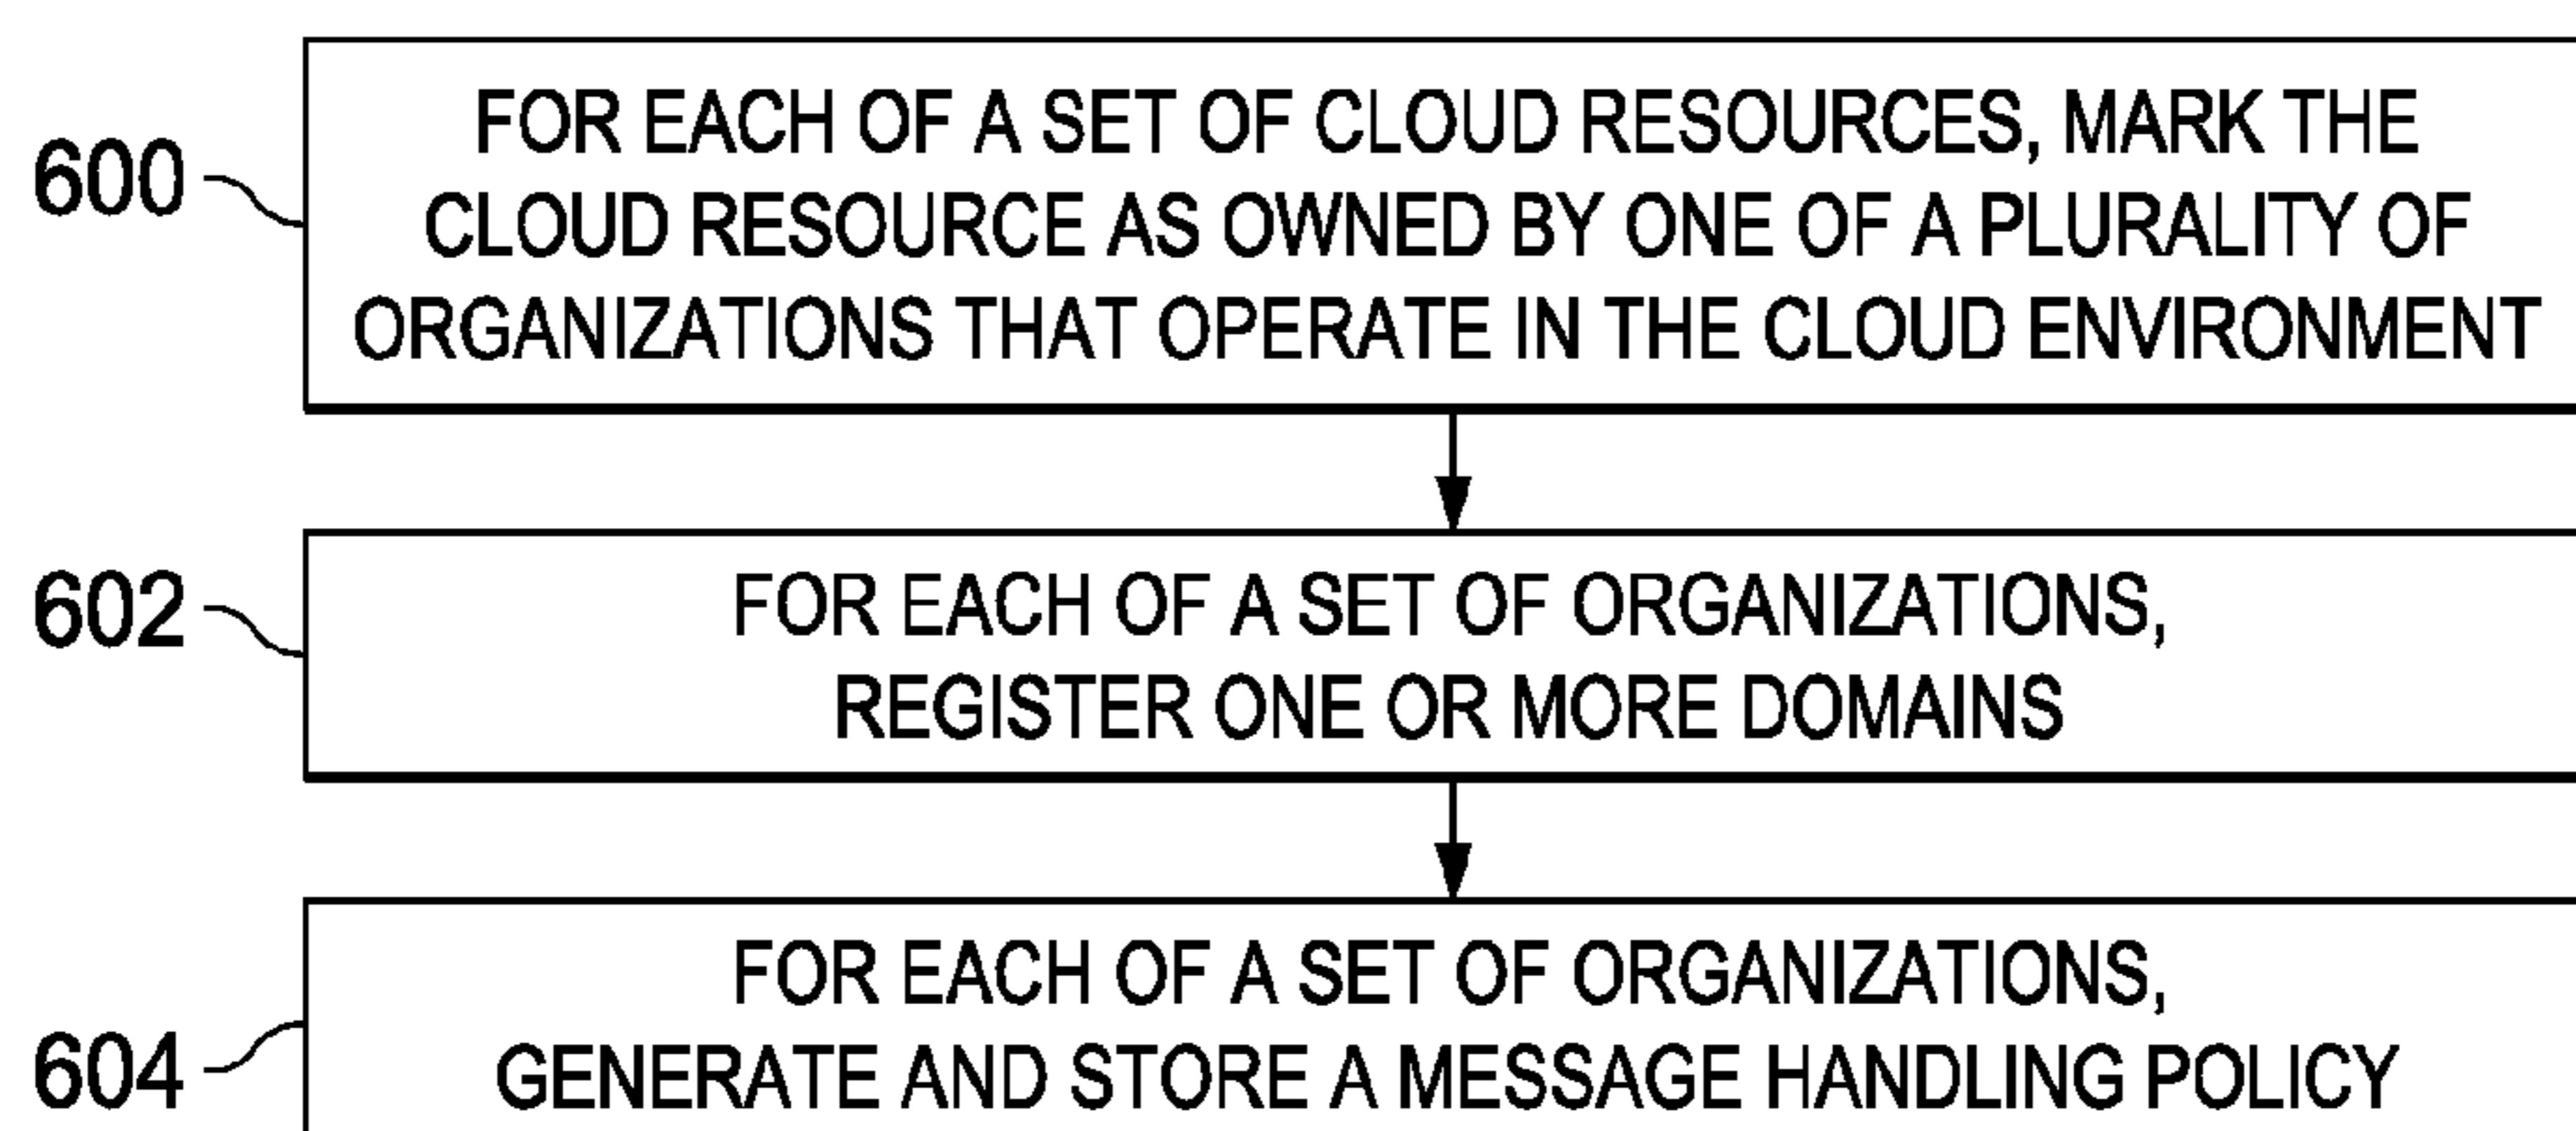 600
FOR EACH OF A SET OF CLOUD RESOURCES, MARK THE
CLOUD RESOURCE AS OWNED BY ONE OF A PLURALITY OF
ORGANIZATIONS THAT OPERATE IN THE CLOUD ENVIRONMENT
602
FOR EACH OF A SET OF ORGANIZATIONS,
REGISTER ONE OR MORE DOMAINS
604
FOR EACH OF A SET OF ORGANIZATIONS,
GENERATE AND STORE A MESSAGE HANDLING POLICY